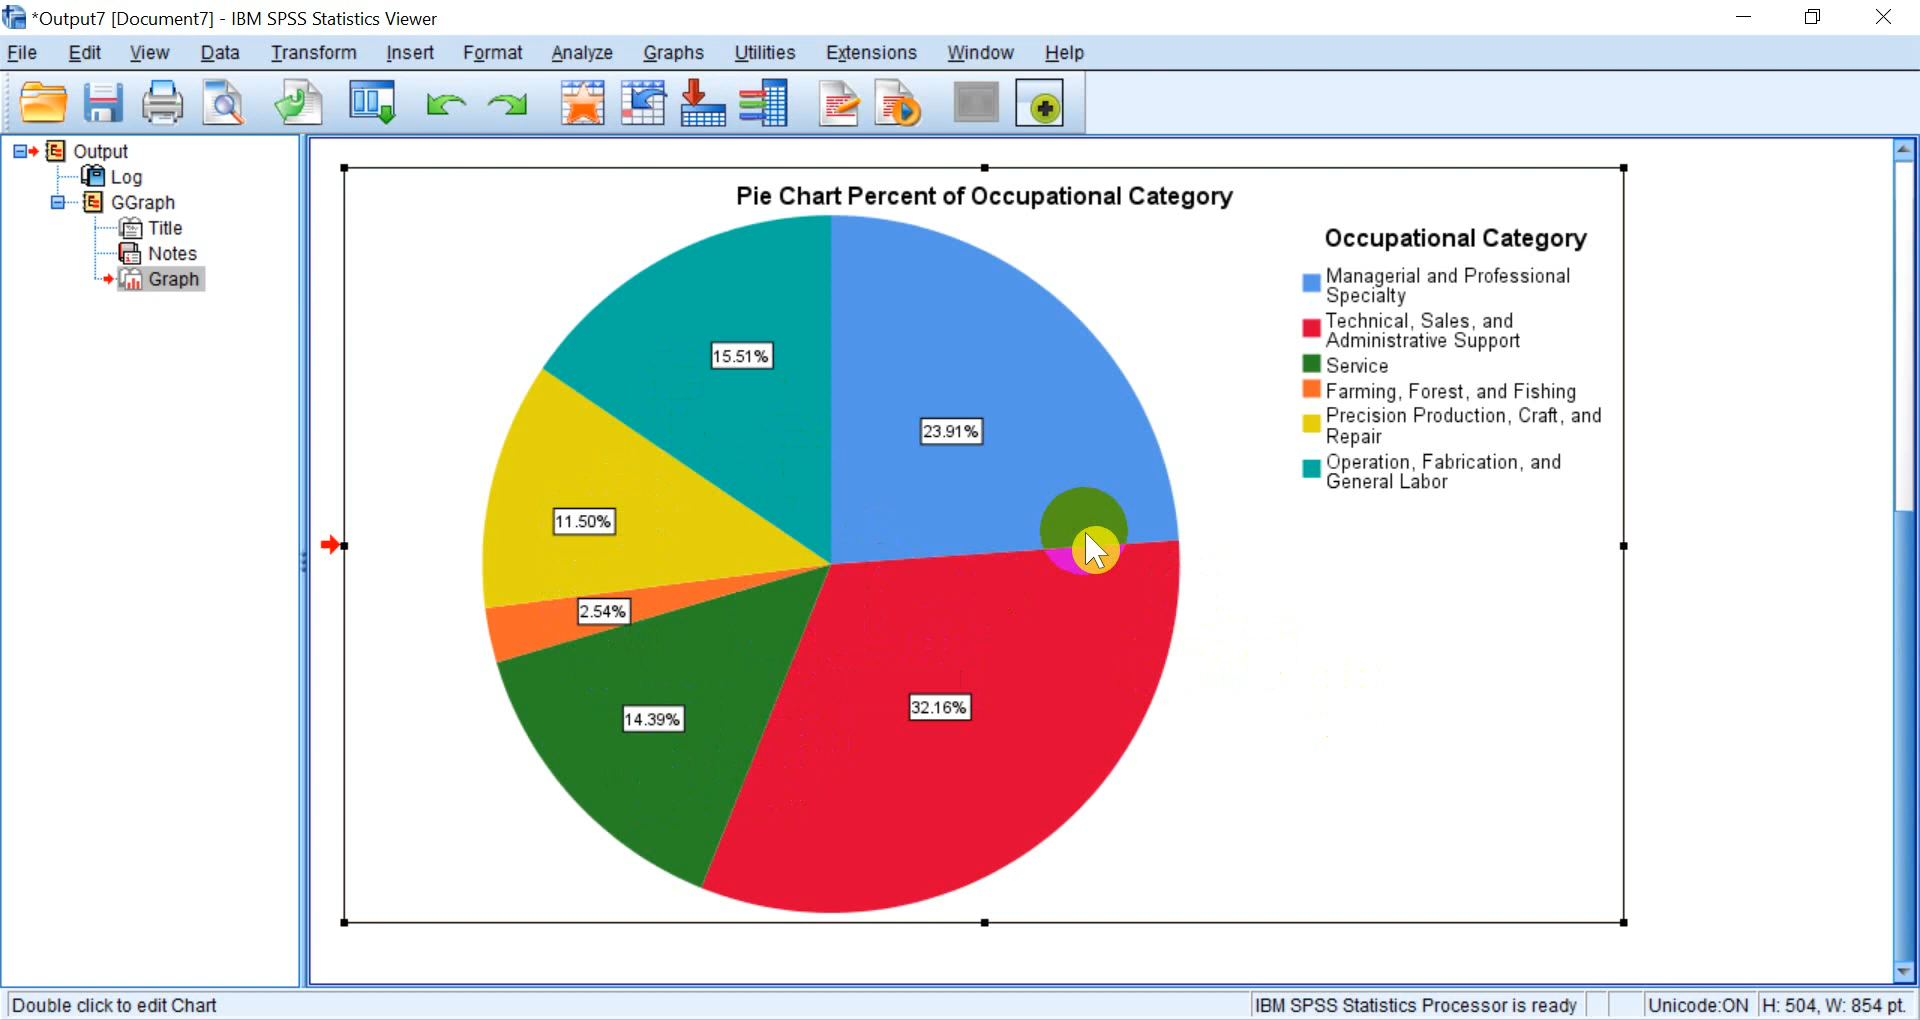 *Output7 [Document7] - IBM SPSS Statistics Viewer
File Edit View Data Transform Insert Format Analyze Graphs Utilities Extensions Window Help
Output
Log
GGraph
Title
Notes
Graph
Pie Chart Percent of Occupational Category
Occupational Category
Managerial and Professional
Specialty
Technical, Sales, and
Administrative Support
Service
Farming, Forest, and Fishing
Precision Production, Craft, and
Repair
Operation, Fabrication, and
General Labor
15.51%
23.91%
11.50%
2.54%
14.39%
32.16%
Double click to edit Chart
IBM SPSS Statistics Processor is ready
Unicode:ON
H: 504, W: 854 pt.